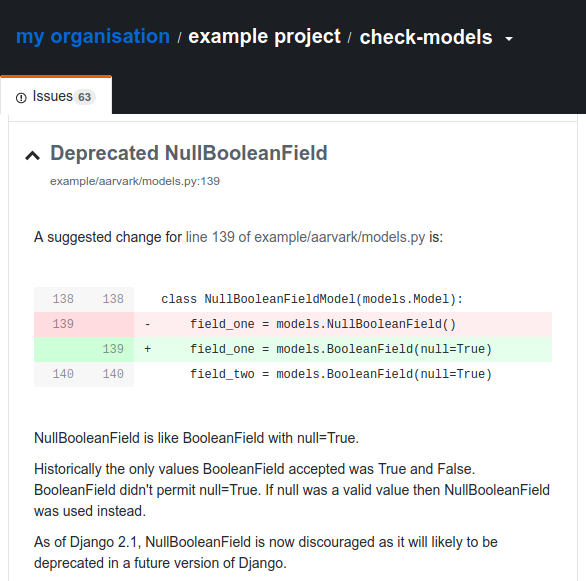 my organisation / example project / check-models
Issues 63
Deprecated NullBooleanField
example/aarvark/models.py:139
A suggested change for line 139 of example/aarvark/models.py is:
138 138 class NullBooleanFieldModel(models.Model):
139 - field_one = models.NullBooleanField()
139 + field_one = models.BooleanField(null=True)
140 140 field_two = models.BooleanField(null=True)
NullBooleanField is like BooleanField with null=True.
Historically the only values BooleanField accepted was True and False.
BooleanField didn't permit null=True. If null was a valid value then NullBooleanField
was used instead.
As of Django 2.1, NullBooleanField is now discouraged as it will likely to be
deprecated in a future version of Django.